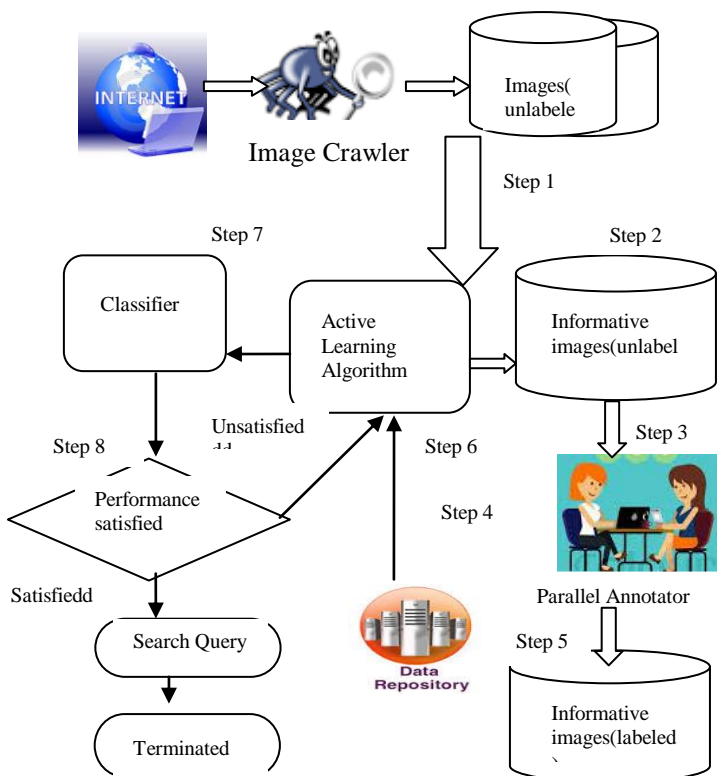 INTERNET
Images(
unlabele
Image Crawler
Step 1
Step 7
Step 2
Classifier
Active
Learning
Algorithm
Informative
images(unlabel
Unsatisfied
Step 8
Step 6
Step 3
Performance
satisfied
Step 4
Satisfiedd
Parallel Annotator
Search Query
Step 5
Data
Repository
Terminated
Informative
images(labeled
)